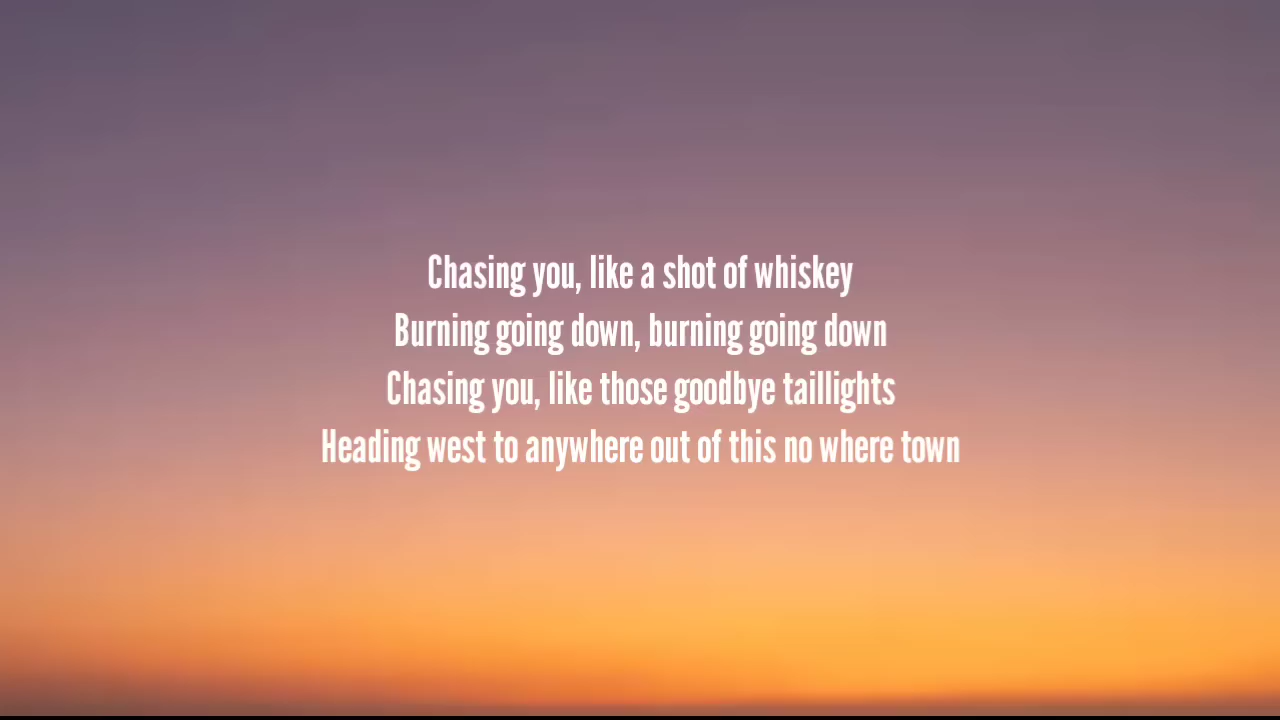 Chasing you, like a shot of whiskey
Burning going down, burning going down
Chasing you, like those goodbye taillights
Heading west to anywhere out of this no where town